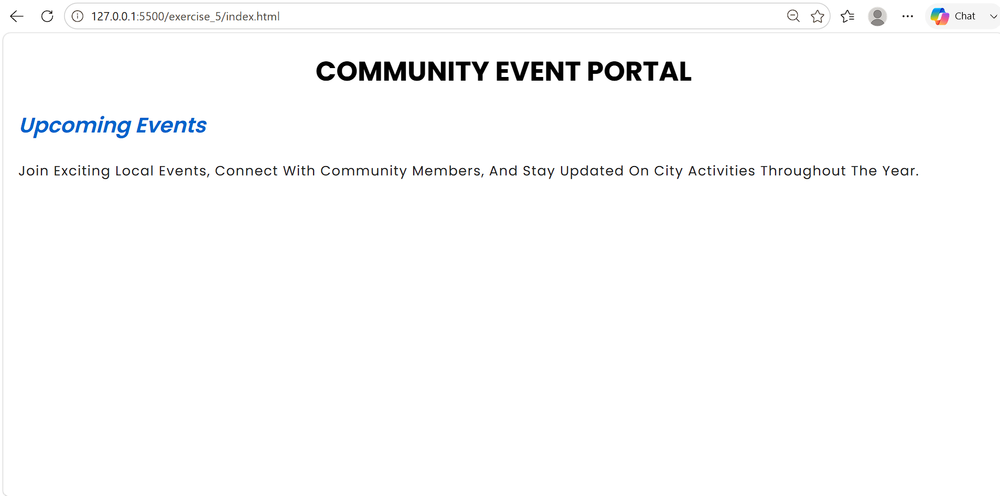 127.0.0.1:5500/exercise_5/index.html
Chat
COMMUNITY EVENT PORTAL
Upcoming Events
Join Exciting Local Events, Connect With Community Members, And Stay Updated On City Activities Throughout The Year.